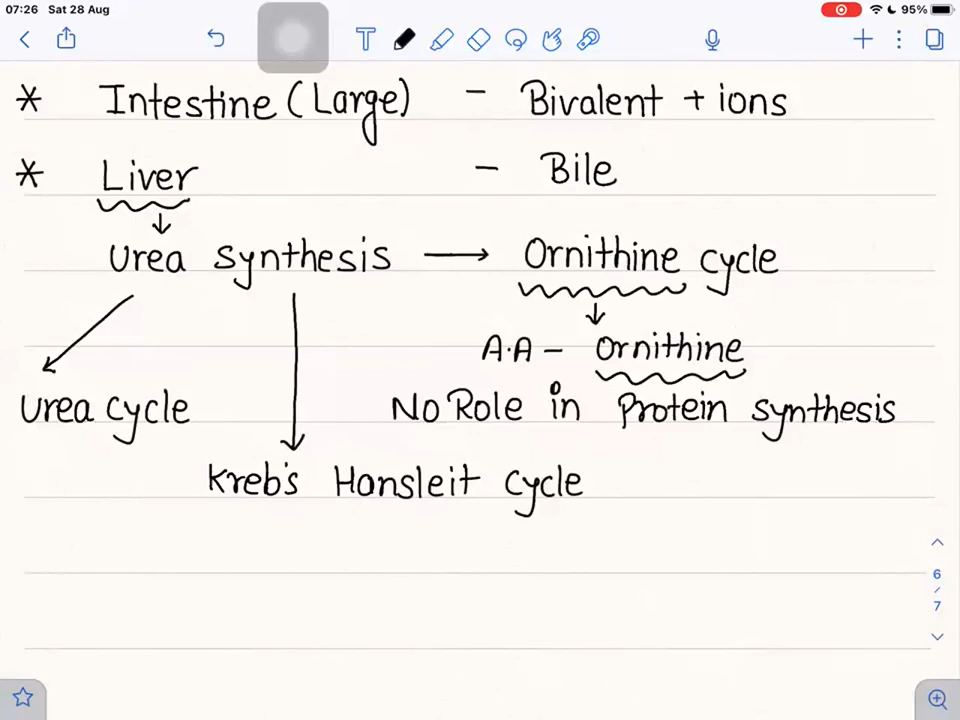 07:26 Sat 28 Aug 95%
T
* Intestine (Large) - Bivalent + ions
* Liver - Bile
Urea synthesis → Ornithine cycle
A.A - Ornithine
Urea cycle No Role in Protein synthesis
Kreb's Hansleit Cycle
6
/
7